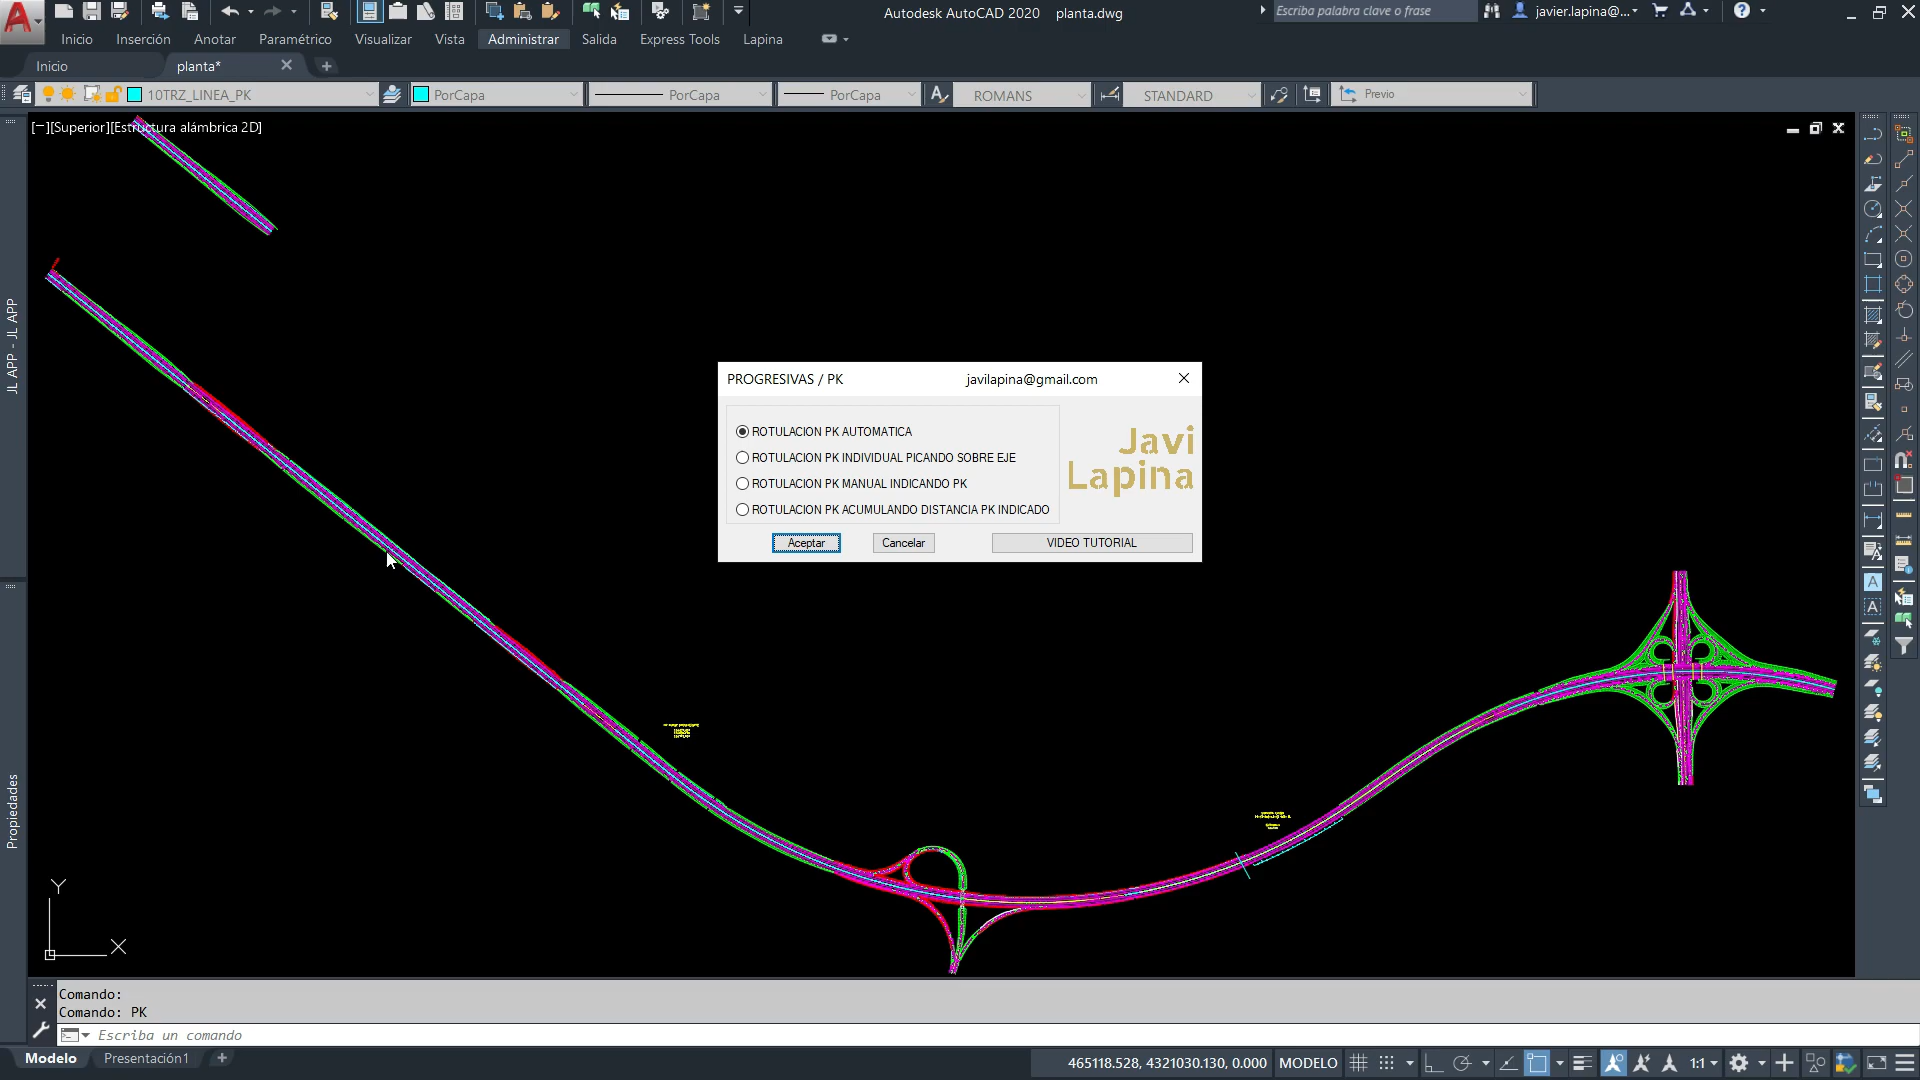 Autodesk AutoCAD 2020 planta.dwg
Escriba palabra clave o frase
javier.lapina@...
Inicio Inserción Anotar Paramétrico Visualizar Vista Administrar Salida Express Tools Lapina
Inicio planta*
10TRZ_LINEA_PK PorCapa PorCapa PorCapa ROMANS STANDARD Previo
[−][Superior][Estructura alámbrica 2D]
JL APP - JL APP
Propiedades
PROGRESIVAS / PK javilapina@gmail.com
ROTULACION PK AUTOMATICA
ROTULACION PK INDIVIDUAL PICANDO SOBRE EJE
ROTULACION PK MANUAL INDICANDO PK
ROTULACION PK ACUMULANDO DISTANCIA PK INDICADO
Javi
Lapina
Aceptar Cancelar VIDEO TUTORIAL
Y
X
Comando:
Comando: PK
Escriba un comando
Modelo Presentación1
465118.528, 4321030.130, 0.000 MODELO 1:1